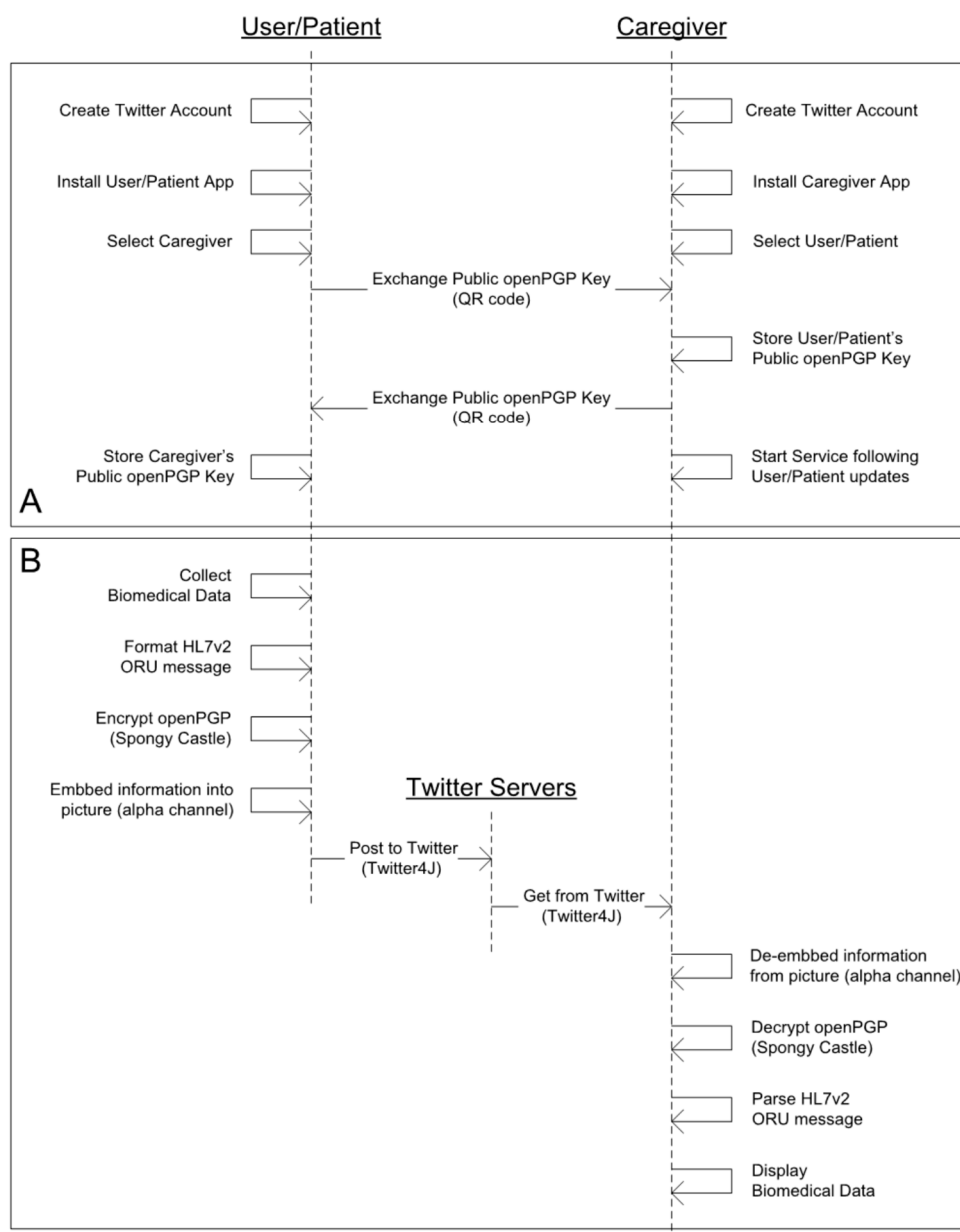 User/Patient
Caregiver
Create Twitter Account
Create Twitter Account
Install User/Patient App
Install Caregiver App
Select Caregiver
Select User/Patient
Exchange Public openPGP Key
(QR code)
Store User/Patient's
Public openPGP Key
Exchange Public openPGP Key
(QR code)
Store Caregiver's
Public openPGP Key
Start Service following
User/Patient updates
A
B
Collect
Biomedical Data
Format HL7v2
ORU message
Encrypt openPGP
(Spongy Castle)
Embbed information into
picture (alpha channel)
Twitter Servers
Post to Twitter
(Twitter4J)
Get from Twitter
(Twitter4J)
De-embbed information
from picture (alpha channel)
Decrypt openPGP
(Spongy Castle)
Parse HL7v2
ORU message
Display
Biomedical Data